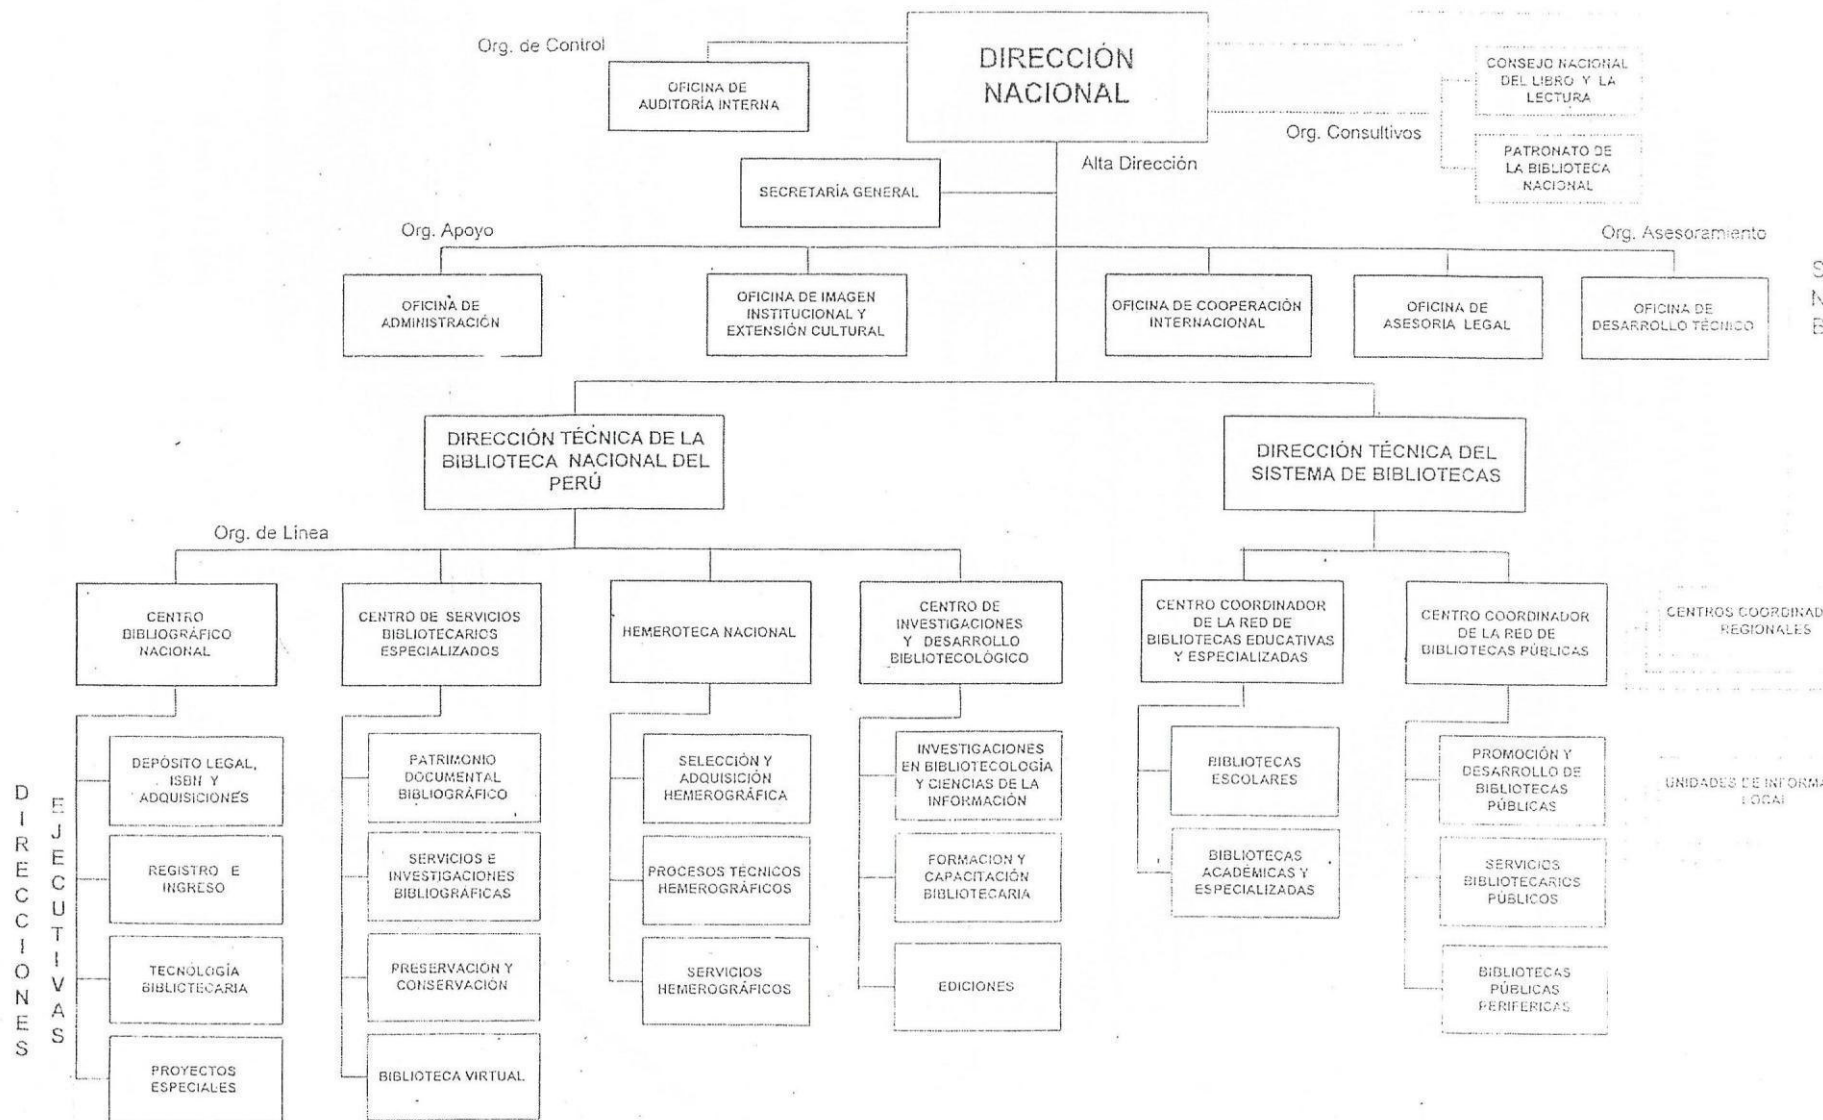 Org. de Control
DIRECCIÓN
NACIONAL
OFICINA DE
AUDITORÍA INTERNA
CONSEJO NACIONAL
DEL LIBRO Y LA
LECTURA
Org. Consultivos
PATRONATO DE
LA BIBLIOTECA
NACIONAL
Alta Dirección
SECRETARÍA GENERAL
Org. Apoyo
Org. Asesoramiento
OFICINA DE
ADMINISTRACIÓN
OFICINA DE IMAGEN
INSTITUCIONAL Y
EXTENSIÓN CULTURAL
OFICINA DE COOPERACIÓN
INTERNACIONAL
OFICINA DE
ASESORIA LEGAL
OFICINA DE
DESARROLLO TÉCNICO
S
N
B
DIRECCIÓN TÉCNICA DE LA
BIBLIOTECA NACIONAL DEL
PERÚ
DIRECCIÓN TÉCNICA DEL
SISTEMA DE BIBLIOTECAS
Org. de Linea
CENTRO
BIBLIOGRÁFICO
NACIONAL
CENTRO DE SERVICIOS
BIBLIOTECARIOS
ESPECIALIZADOS
HEMEROTECA NACIONAL
CENTRO DE
INVESTIGACIONES
Y DESARROLLO
BIBLIOTECOLÓGICO
CENTRO COORDINADOR
DE LA RED DE
BIBLIOTECAS EDUCATIVAS
Y ESPECIALIZADAS
CENTRO COORDINADOR
DE LA RED DE
BIBLIOTECAS PÚBLICAS
CENTROS COORDINAD
REGIONALES
DIRECCIONES
EJECUTIVAS
DEPÓSITO LEGAL,
ISBN Y
ADQUISICIONES
REGISTRO E
INGRESO
TECNOLOGÍA
BIBLIOTECARIA
PROYECTOS
ESPECIALES
PATRIMONIO
DOCUMENTAL
BIBLIOGRÁFICO
SERVICIOS E
INVESTIGACIONES
BIBLIOGRÁFICAS
PRESERVACIÓN Y
CONSERVACIÓN
BIBLIOTECA VIRTUAL
SELECCIÓN Y
ADQUISICIÓN
HEMEROGRÁFICA
PROCESOS TÉCNICOS
HEMEROGRÁFICOS
SERVICIOS
HEMEROGRÁFICOS
INVESTIGACIONES
EN BIBLIOTECOLOGÍA
Y CIENCIAS DE LA
INFORMACIÓN
FORMACION Y
CAPACITACIÓN
BIBLIOTECARIA
EDICIONES
BIBLIOTECAS
ESCOLARES
BIBLIOTECAS
ACADÉMICAS Y
ESPECIALIZADAS
PROMOCIÓN Y
DESARROLLO DE
BIBLIOTECAS
PÚBLICAS
SERVICIOS
BIBLIOTECARIOS
PÚBLICOS
BIBLIOTECAS
PÚBLICAS
PERIFERICAS
UNIDADES DE INFORMA
LOCAL